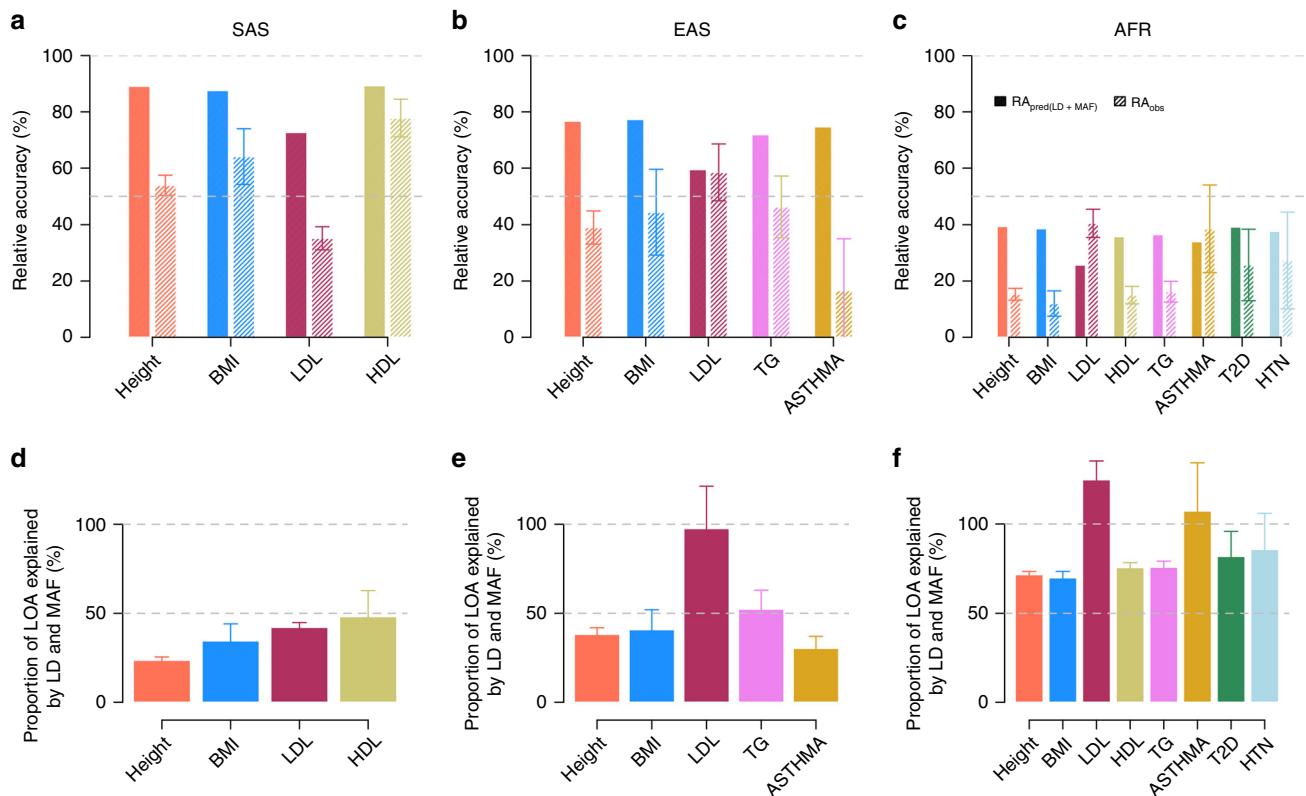 a
SAS
Relative accuracy (%)
100
80
60
40
20
0
Height
BMI
LDL
HDL
b
EAS
Relative accuracy (%)
100
80
60
40
20
0
Height
BMI
LDL
TG
ASTHMA
c
AFR
Relative accuracy (%)
100
80
60
40
20
0
RApred(LD + MAF)
RAobs
Height
BMI
LDL
HDL
TG
ASTHMA
T2D
HTN
d
Proportion of LOA explained
by LD and MAF (%)
100
50
0
Height
BMI
LDL
HDL
e
Proportion of LOA explained
by LD and MAF (%)
100
50
0
Height
BMI
LDL
TG
ASTHMA
f
Proportion of LOA explained
by LD and MAF (%)
100
50
0
Height
BMI
LDL
HDL
TG
ASTHMA
T2D
HTN